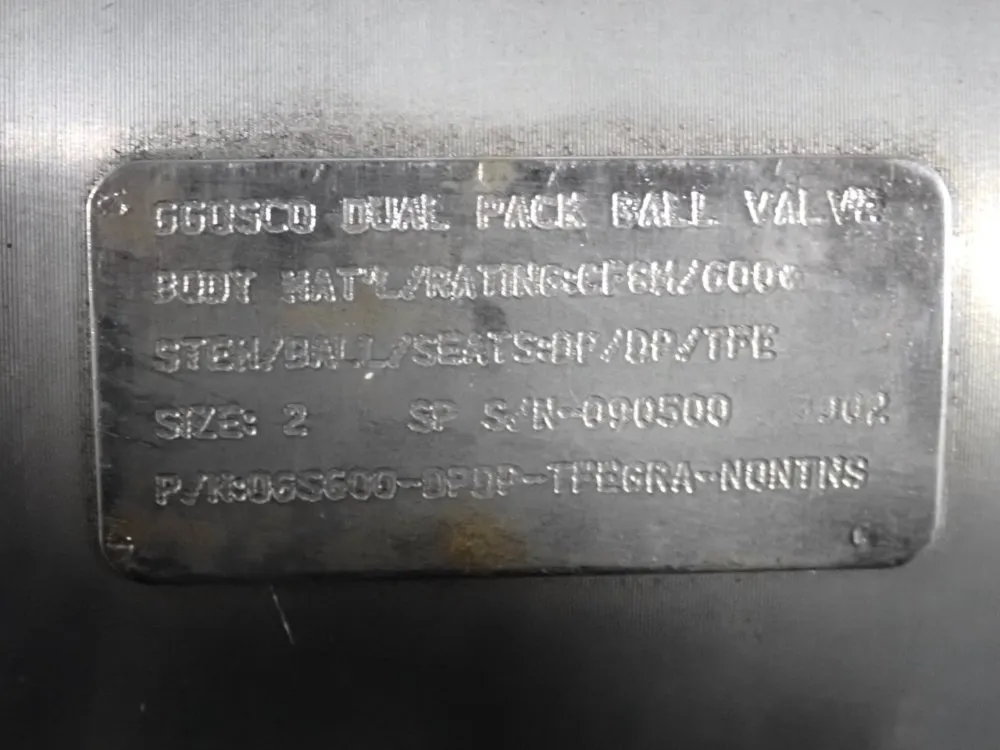 GGOSCO DUAL PACK BALL VALVE
BODY MAT'L/RATING:CF8M/600#
STEM/BALL/SEATS:DP/DP/TFE
SIZE: 2 SP S/N-090500
P/N:06S600-DPDP-TFEGRA-NONTNS